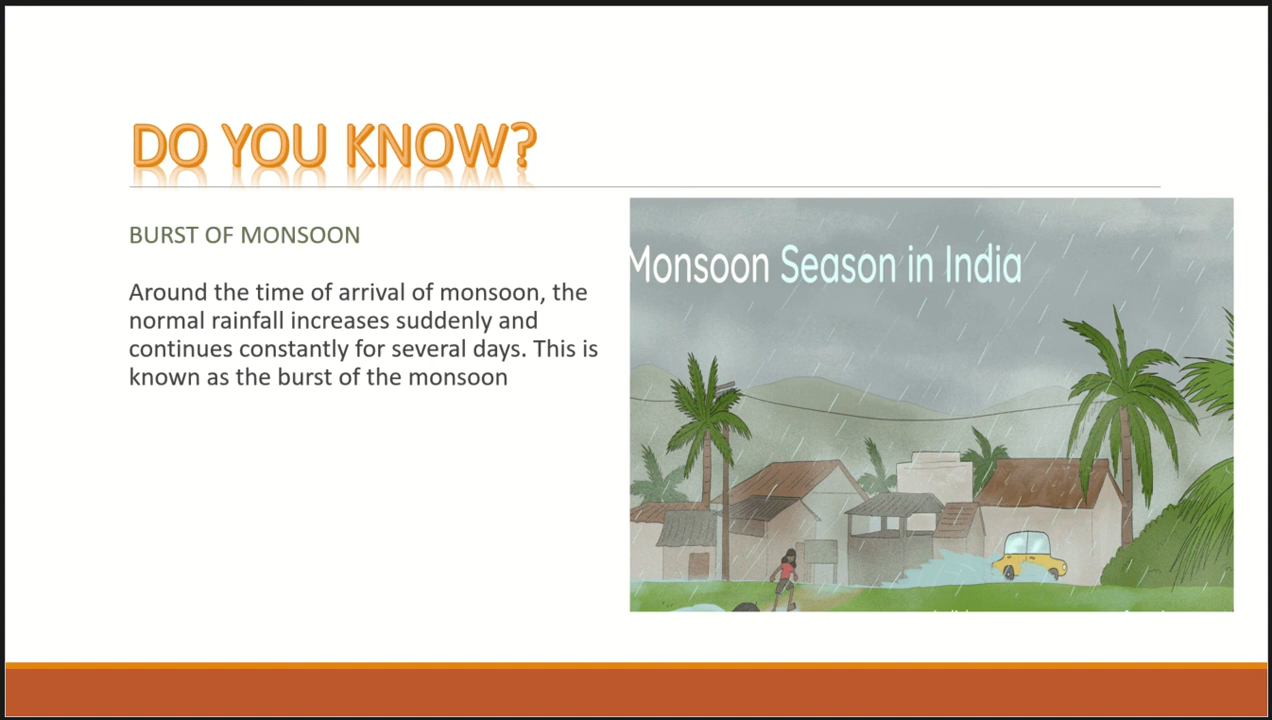 DO YOU KNOW?
BURST OF MONSOON
Around the time of arrival of monsoon, the
normal rainfall increases suddenly and
continues constantly for several days. This is
known as the burst of the monsoon
Monsoon Season in India